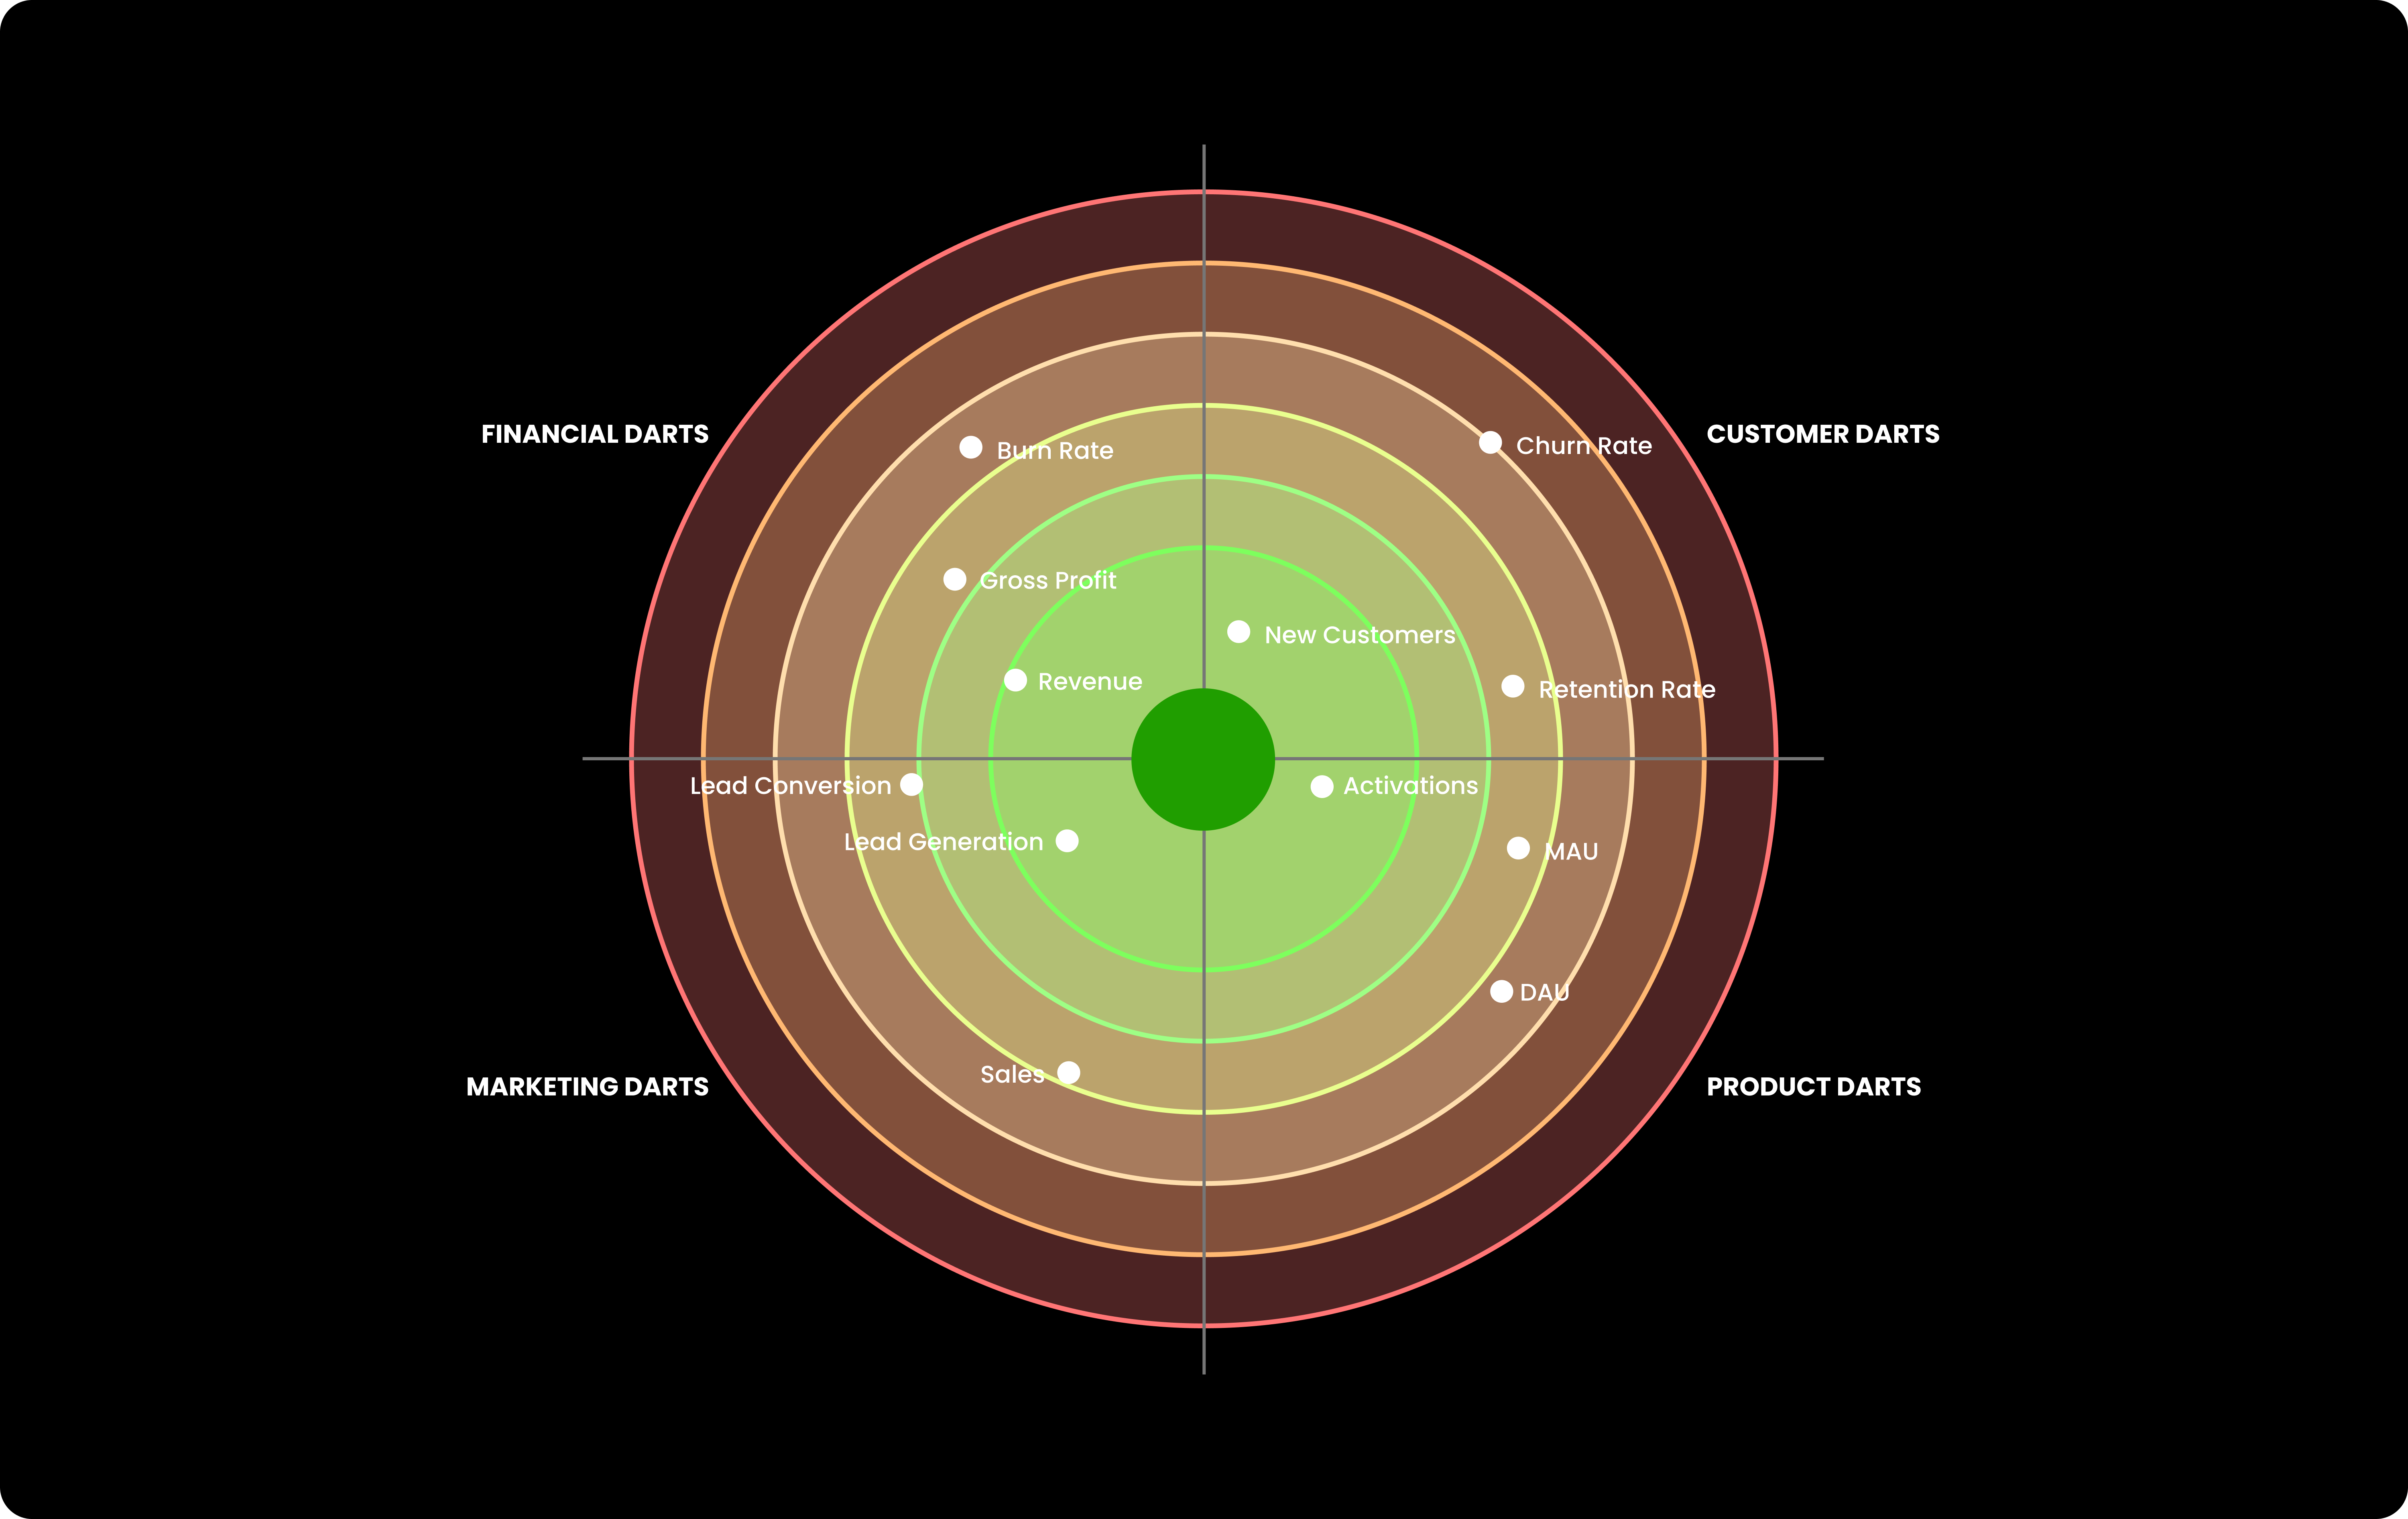 FINANCIAL DARTS
CUSTOMER DARTS
Burn Rate
Churn Rate
Gross Profit
New Customers
Revenue
Retention Rate
Lead Conversion
Activations
Lead Generation
MAU
DAU
Sales
MARKETING DARTS
PRODUCT DARTS